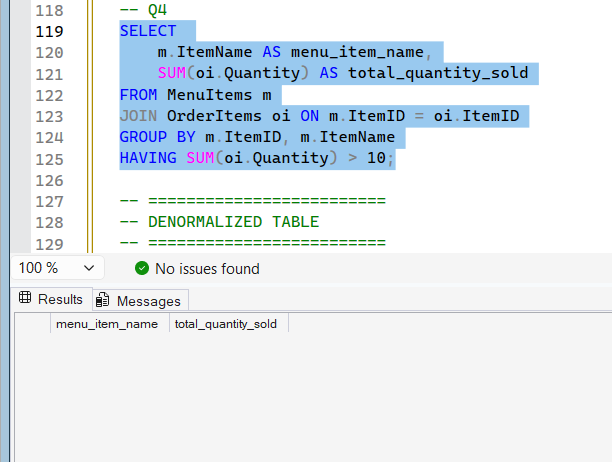 118 -- Q4
119 SELECT
120 m.ItemName AS menu_item_name,
121 SUM(oi.Quantity) AS total_quantity_sold
122 FROM MenuItems m
123 JOIN OrderItems oi ON m.ItemID = oi.ItemID
124 GROUP BY m.ItemID, m.ItemName
125 HAVING SUM(oi.Quantity) > 10;
126
127 -- =========================
128 -- DENORMALIZED TABLE
129 -- =========================
100 % No issues found
Results Messages
menu_item_name total_quantity_sold